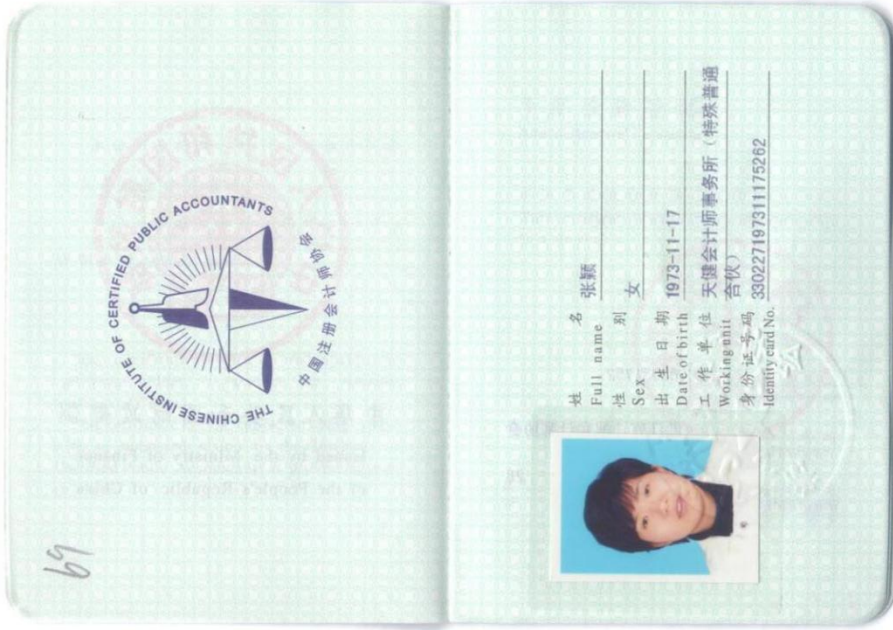 THE CHINESE INSTITUTE OF CERTIFIED PUBLIC ACCOUNTANTS
中国注册会计师协会
69
姓 名 张颖
Full name
性 别 女
Sex
出 生 日 期 1973-11-17
Date of birth
工 作 单 位 天健会计师事务所（特殊普通
Working unit 合伙）
身份证号码 330227197311175262
Identity card No.